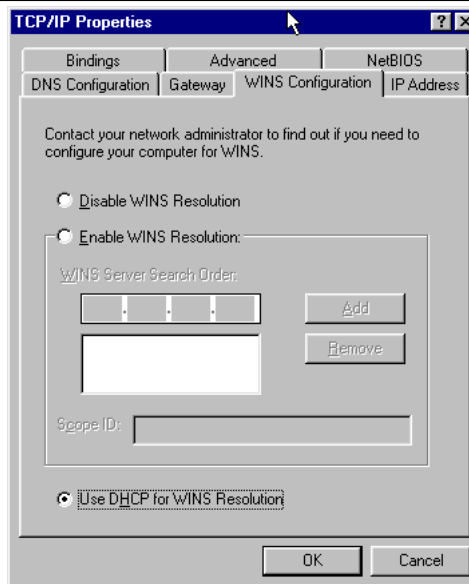 TCP/IP Properties
Bindings Advanced NetBIOS
DNS Configuration Gateway WINS Configuration IP Address
Contact your network administrator to find out if you need to
configure your computer for WINS.
Disable WINS Resolution
Enable WINS Resolution:
WINS Server Search Order:
Add
Remove
Scope ID:
Use DHCP for WINS Resolution
OK Cancel